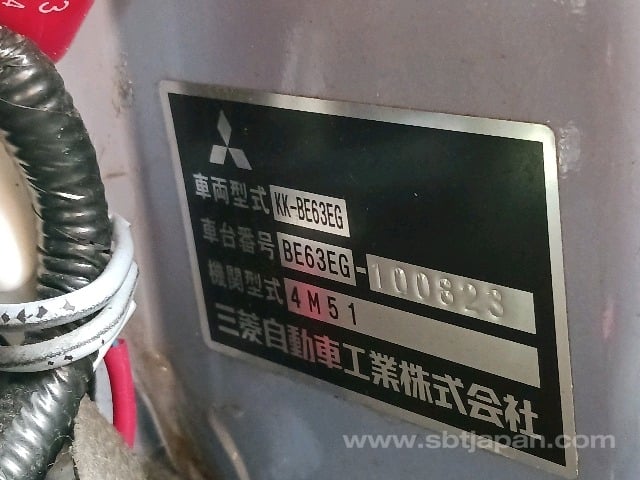 車両型式 KK-BE63EG
車台番号 BE63EG-100823
機関型式 4M51
三菱自動車工業株式会社
www.sbtjapan.com